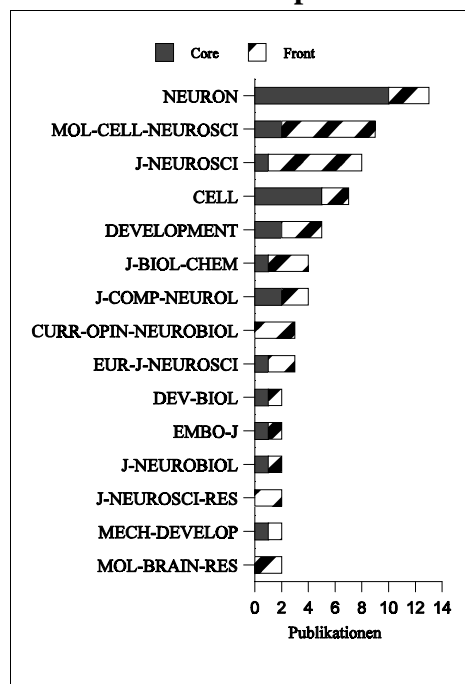 Core Front
NEURON
MOL-CELL-NEUROSCI
J-NEUROSCI
CELL
DEVELOPMENT
J-BIOL-CHEM
J-COMP-NEUROL
CURR-OPIN-NEUROBIOL
EUR-J-NEUROSCI
DEV-BIOL
EMBO-J
J-NEUROBIOL
J-NEUROSCI-RES
MECH-DEVELOP
MOL-BRAIN-RES
0 2 4 6 8 10 12 14
Publikationen